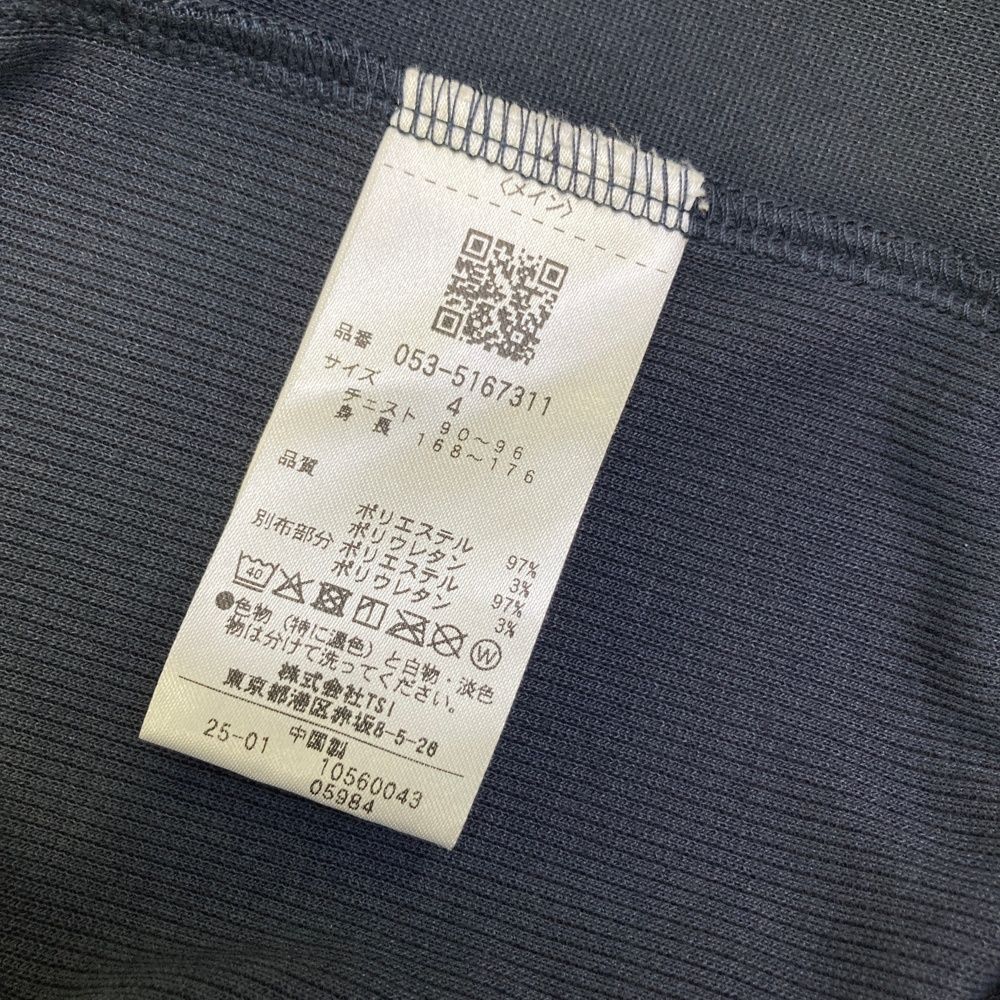 〈メイン〉
品番 053-5167311
サイズ 4
チェスト 90～96
身長 168～176
品質
ポリエステル 97%
ポリウレタン 3%
別布部分 ポリエステル 97%
ポリウレタン 3%
40 W
●色物(特に濃色)と白物・淡色
物は分けて洗ってください。
株式会社TSI
東京都港区赤坂8-5-28
25-01 中国製
10560043
05984